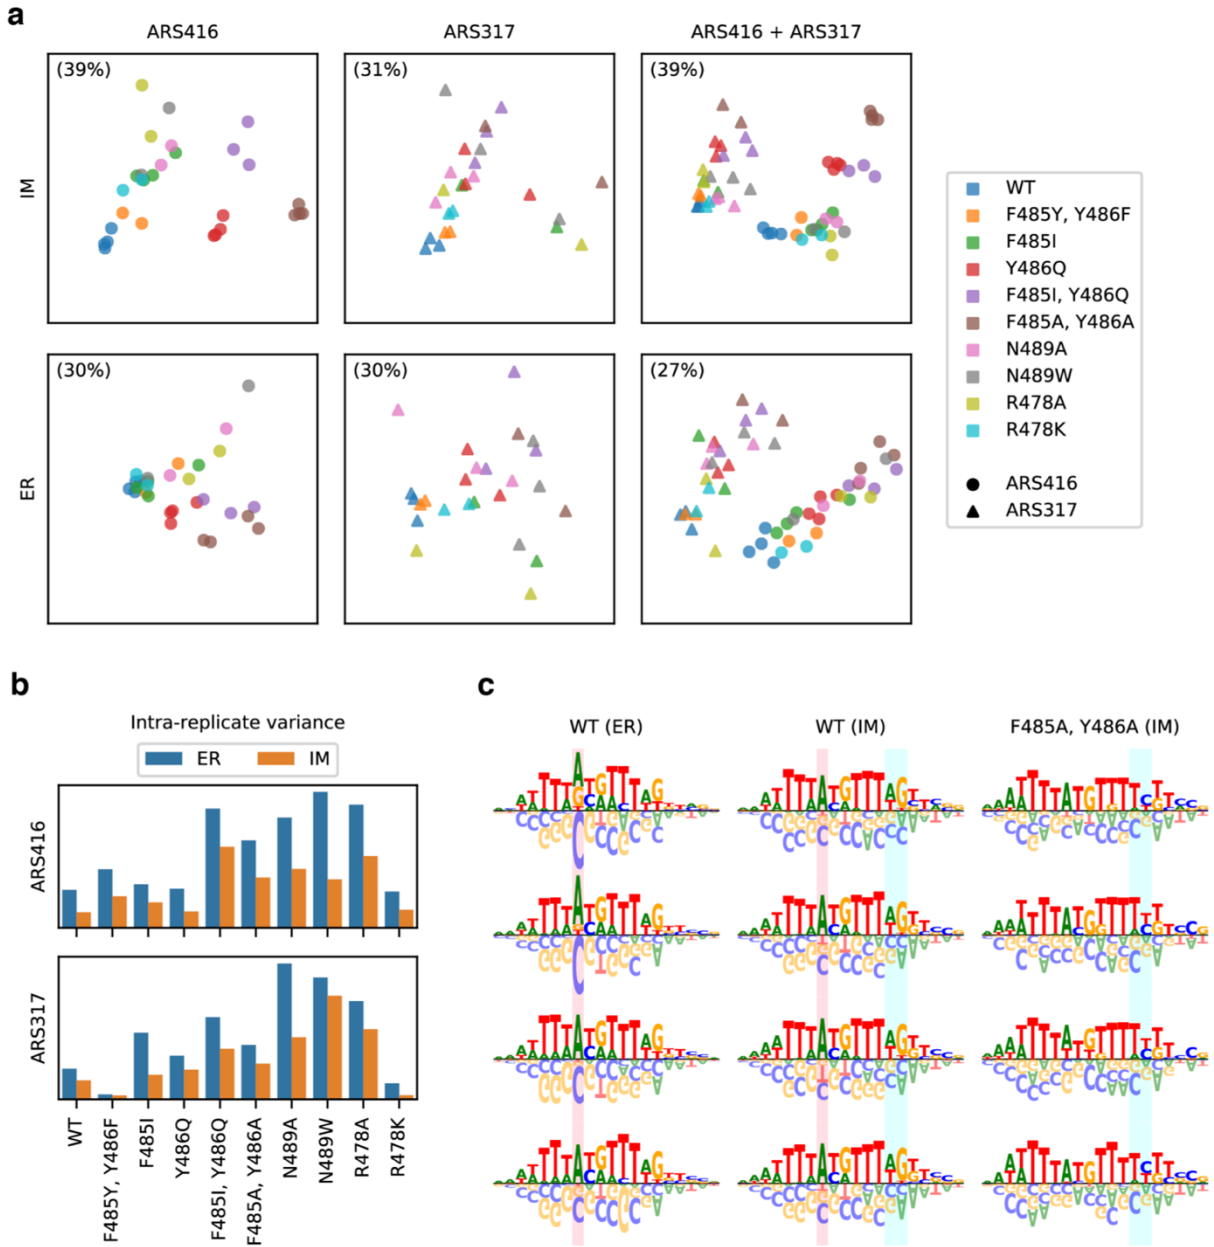 a
ARS416
ARS317
ARS416 + ARS317
IM
(39%)
(31%)
(39%)
ER
(30%)
(30%)
(27%)
WT
F485Y, Y486F
F485I
Y486Q
F485I, Y486Q
F485A, Y486A
N489A
N489W
R478A
R478K
ARS416
ARS317
b
Intra-replicate variance
ER
IM
ARS416
ARS317
WT
F485Y, Y486F
F485I
Y486Q
F485I, Y486Q
F485A, Y486A
N489A
N489W
R478A
R478K
c
WT (ER)
WT (IM)
F485A, Y486A (IM)